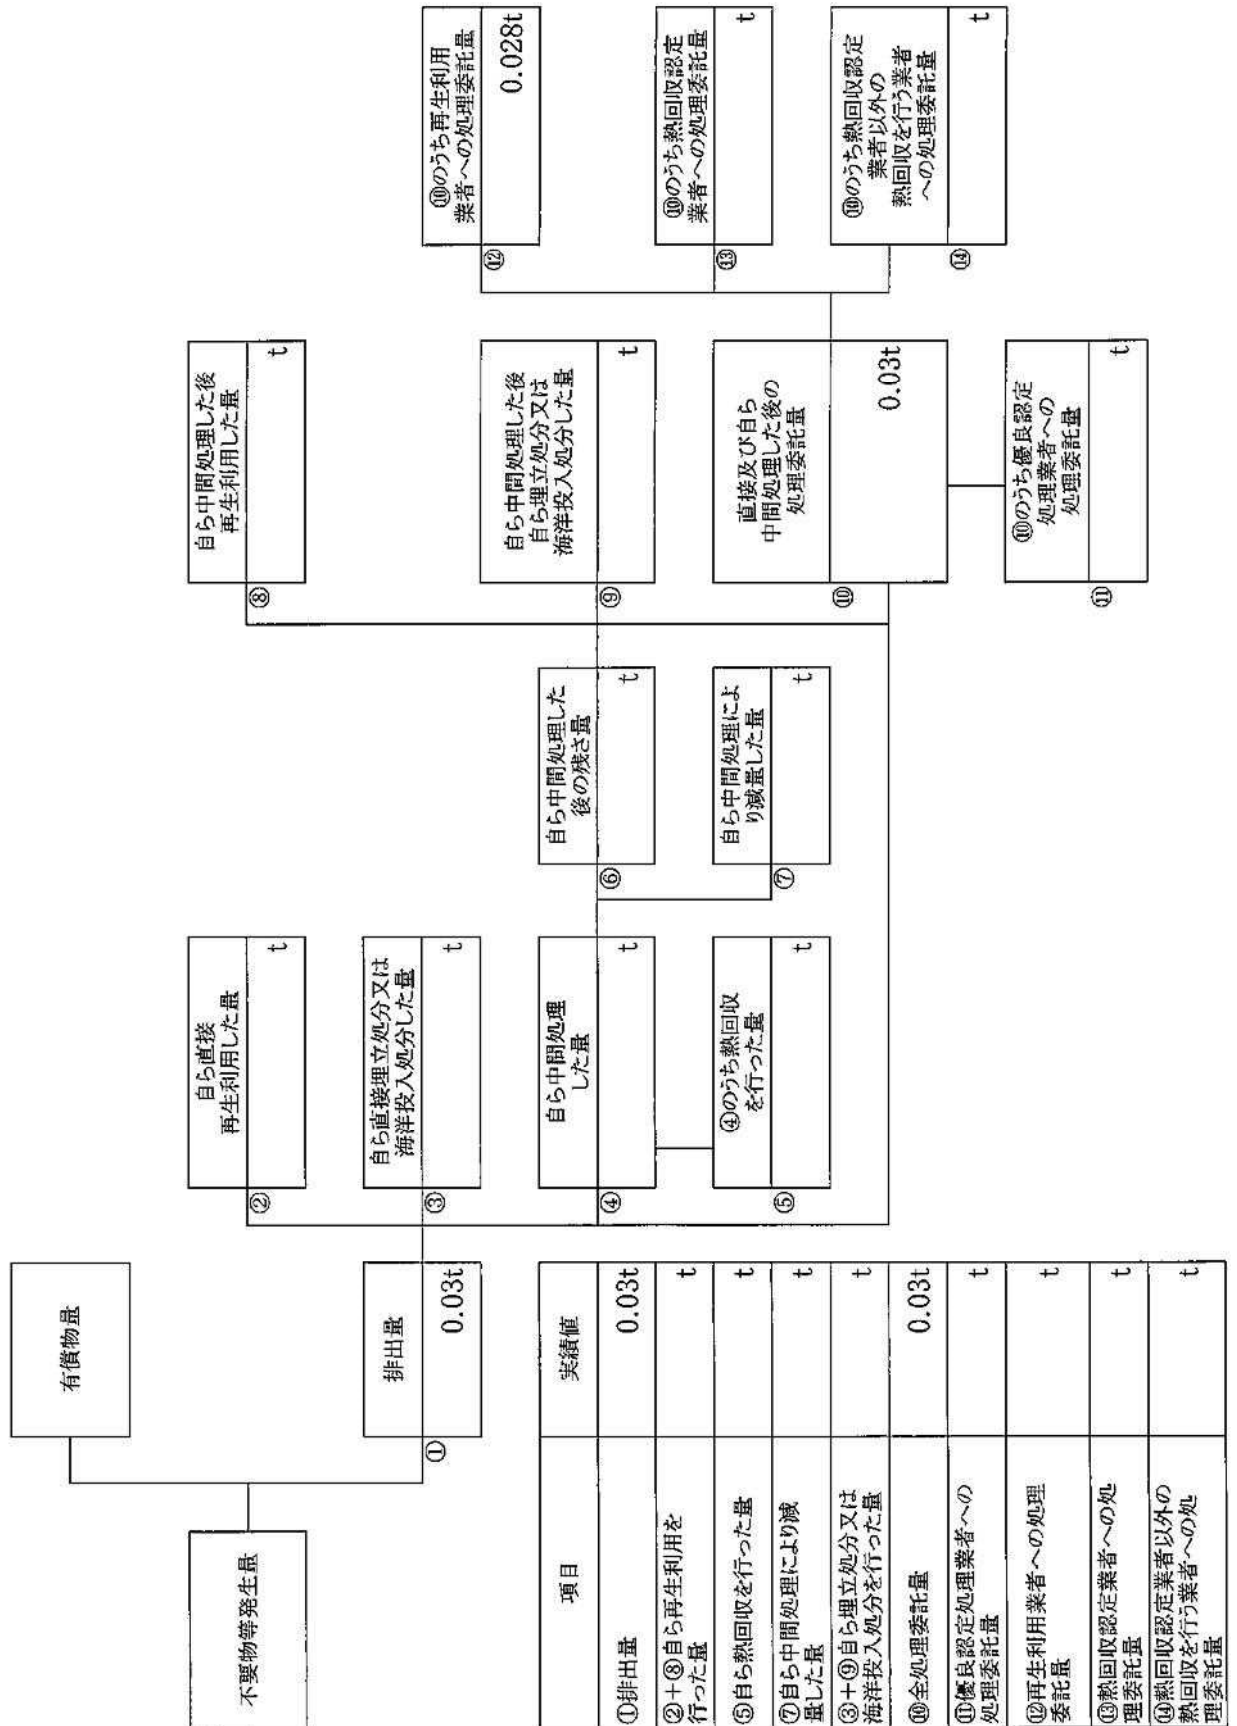 不要物等発生量
有償物量
①
排出量
0.03t
②
自ら直接
再生利用した量
t
③
自ら直接埋立処分又は
海洋投入処分した量
t
④
自ら中間処理
した量
t
⑤
④のうち熱回収
を行った量
t
⑥
自ら中間処理した
後の残さ量
t
⑦
自ら中間処理によ
り減量した量
t
⑧
自ら中間処理した後
再生利用した量
t
⑨
自ら中間処理した後
自ら埋立処分又は
海洋投入処分した量
t
⑩
直接及び自ら
中間処理した後の
処理委託量
0.03t
⑪
⑩のうち優良認定
処理業者への
処理委託量
t
⑫
⑩のうち再生利用
業者への処理委託量
0.028t
⑬
⑩のうち熱回収認定
業者への処理委託量
t
⑭
⑩のうち熱回収認定
業者以外の
熱回収を行う業者
への処理委託量
t
項目 実績値
①排出量 0.03t
②+⑧自ら再生利用を
行った量 t
⑤自ら熱回収を行った量 t
⑦自ら中間処理により減
量した量 t
③+⑨自ら埋立処分又は
海洋投入処分を行った量 t
⑩全処理委託量 0.03t
⑪優良認定処理業者への
処理委託量 t
⑫再生利用業者への処理
委託量 t
⑬熱回収認定業者への処
理委託量 t
⑭熱回収認定業者以外の
熱回収を行う業者への処
理委託量 t